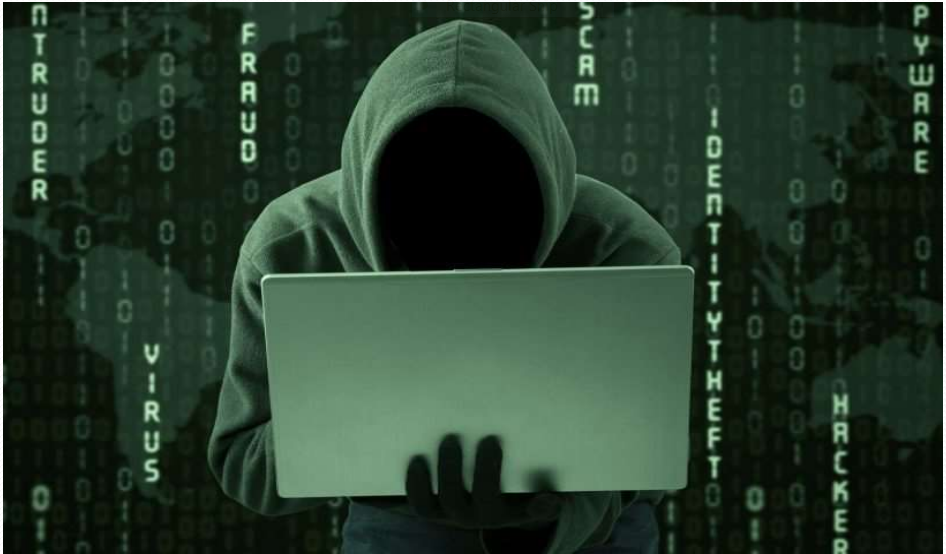 NTRUDER
FRAUD
SCAM
PYWARE
VIRUS
IDENTITYTHEFT
HACKER